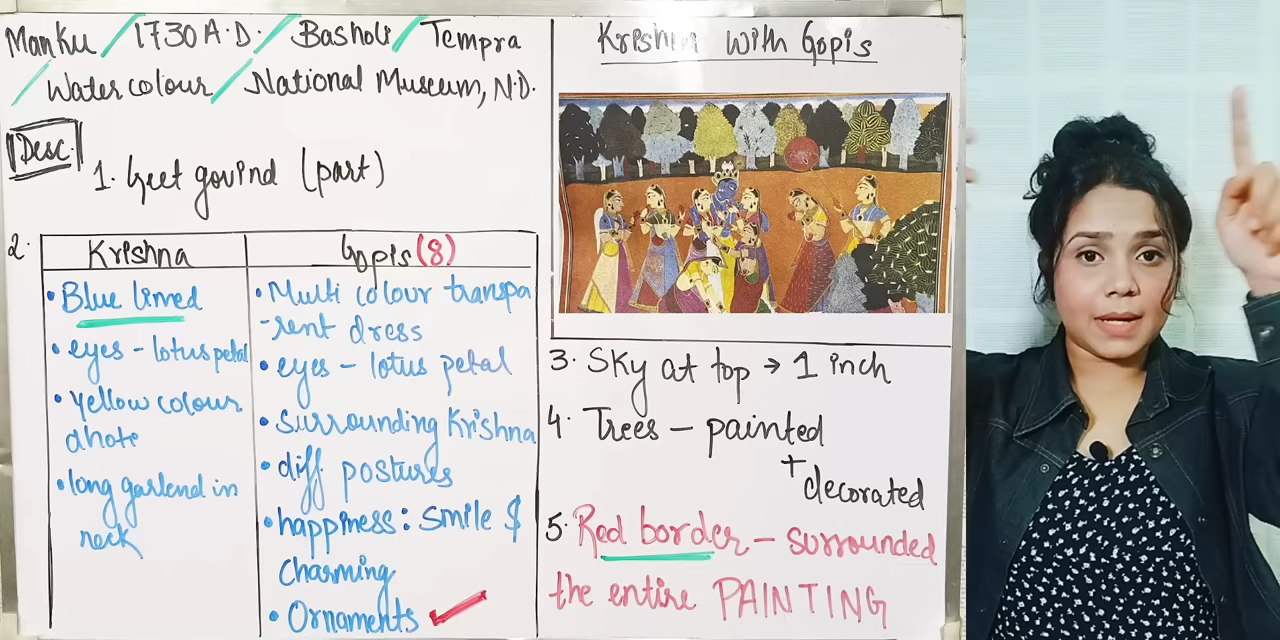 Manku / 1730 A.D. / Basholi / Tempra
/ Water colour / National Museum, N.D.
Desc.
1. Geet govind (part)
2.
Krishna
• Blue limed
• eyes - lotus petal
• yellow colour
dhote
• long garlend in
neck
Gopis (8)
• Multi colour transpa
-rent dress
• eyes - lotus petal
• surrounding Krishna
• diff postures
• happiness : smile &
charming
• Ornaments
Krishna with Gopis
3. Sky at top → 1 inch
4. Trees - painted
+
decorated
5. Red border - surrounded
the entire PAINTING